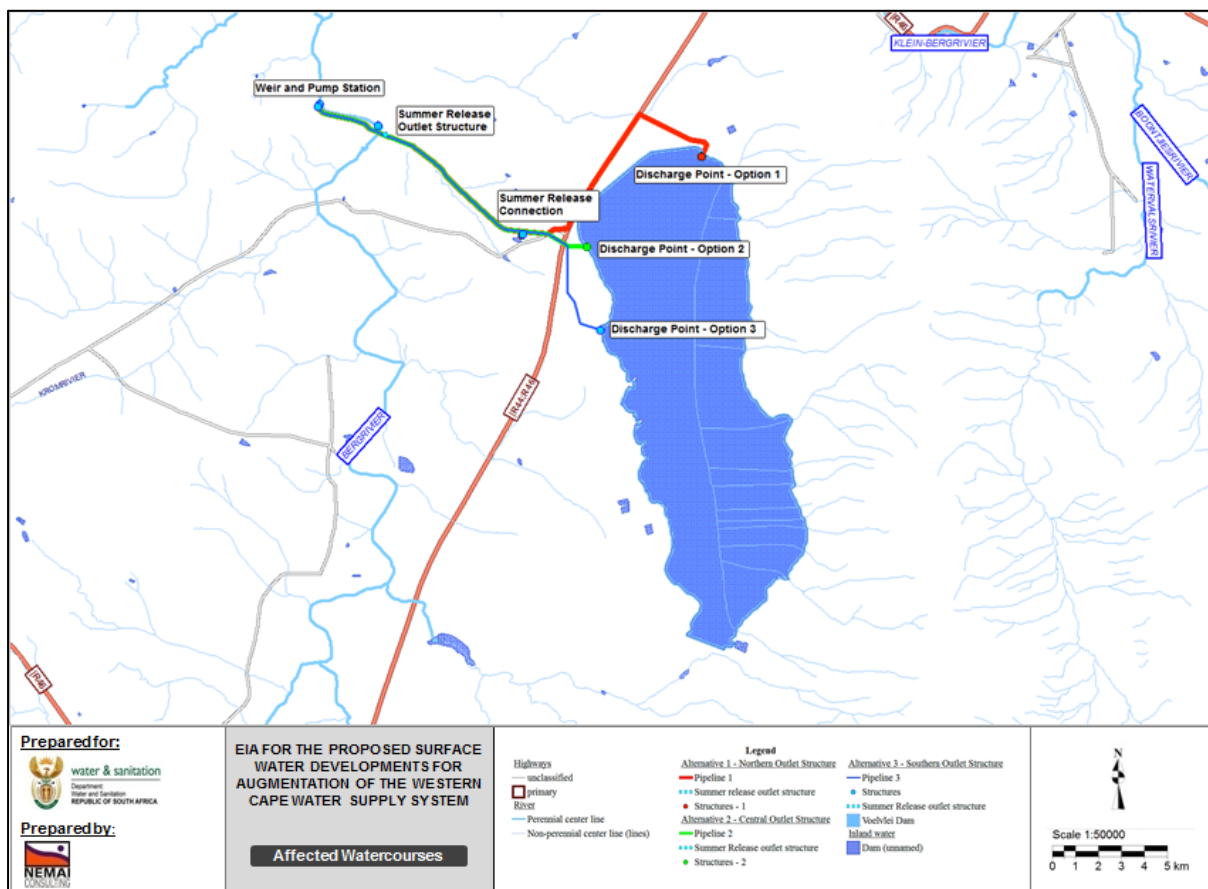 KLEIN-BERGRIVIER
|R46
BOONTJIESRIVIER
WATERVALSRIVIER
Weir and Pump Station
Summer Release
Outlet Structure
Discharge Point - Option 1
Summer Release
Connection
Discharge Point - Option 2
Discharge Point - Option 3
KROMRIVIER
|R44;R46
BERGRIVIER
|R46
Prepared for:
water & sanitation
Department:
Water and Sanitation
REPUBLIC OF SOUTH AFRICA
Prepared by:
NEMAI
CONSULTING
EIA FOR THE PROPOSED SURFACE
WATER DEVELOPMENTS FOR
AUGMENTATION OF THE WESTERN
CAPE WATER SUPPLY SYSTEM
Affected Watercourses
Legend
Highways
unclassified
primary
River
Perennial center line
Non-perennial center line (lines)
Alternative 1 - Northern Outlet Structure
Pipeline 1
Summer release outlet structure
Structures - 1
Alternative 2 - Central Outlet Structure
Pipeline 2
Summer Release outlet structure
Structures - 2
Alternative 3 - Southern Outlet Structure
Pipeline 3
Structures
Summer Release outlet structure
Voelvlei Dam
Inland water
Dam (unnamed)
N
Scale 1:50000
0 1 2 3 4 5 km